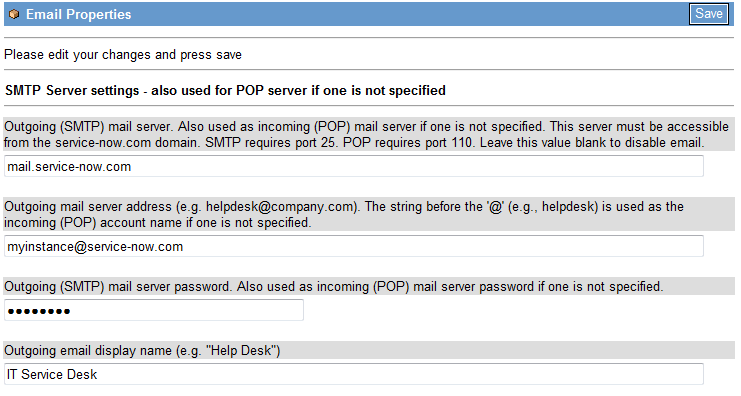 Email Properties
Save
Please edit your changes and press save
SMTP Server settings - also used for POP server if one is not specified
Outgoing (SMTP) mail server. Also used as incoming (POP) mail server if one is not specified. This server must be accessible
from the service-now.com domain. SMTP requires port 25. POP requires port 110. Leave this value blank to disable email.
mail.service-now.com
Outgoing mail server address (e.g. helpdesk@company.com). The string before the '@' (e.g., helpdesk) is used as the
incoming (POP) account name if one is not specified.
myinstance@service-now.com
Outgoing (SMTP) mail server password. Also used as incoming (POP) mail server password if one is not specified.
●●●●●●●●
Outgoing email display name (e.g. "Help Desk")
IT Service Desk